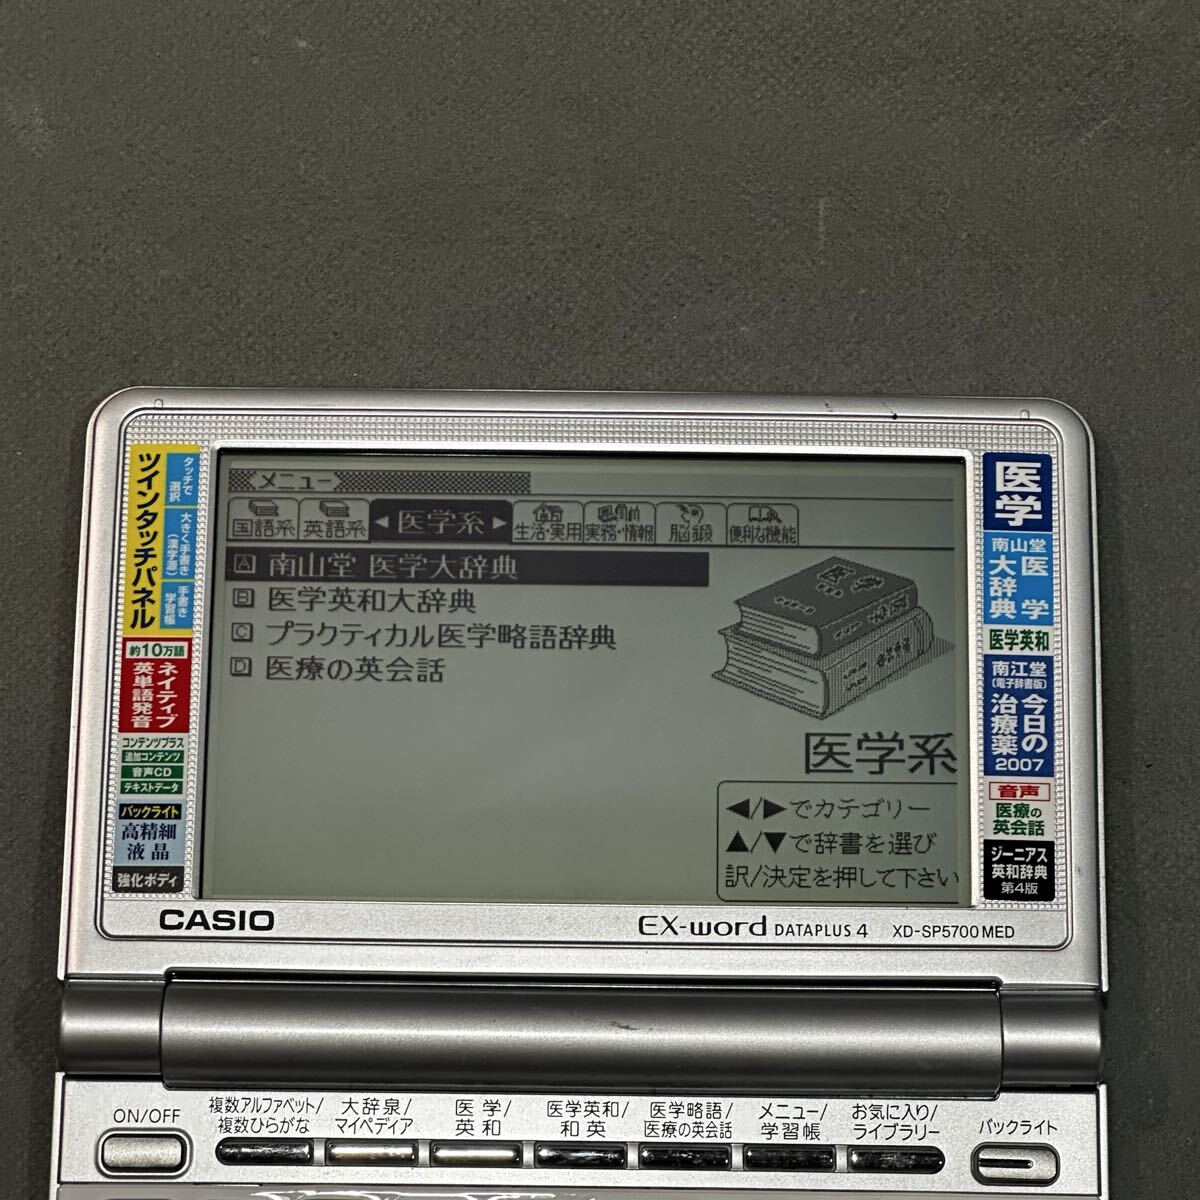 ツインタッチパネル
タッチで
選択
大きく手書き
(漢字源)
手書き
学習帳
約10万語
ネイティブ
英単語発音
コンテンツプラス
追加コンテンツ
音声CD
テキストデータ
バックライト
高精細
液晶
強化ボディ
メニュー
国語系 英語系 ◀医学系▶ 生活・実用 実務・情報 脳鍛 便利な機能
A 南山堂 医学大辞典
B 医学英和大辞典
C プラクティカル医学略語辞典
D 医療の英会話
医学系
◀/▶でカテゴリー
▲/▼で辞書を選び
訳/決定を押して下さい
医学
南山堂
医学
大辞典
医学英和
南江堂
(電子辞書版)
今日の
治療薬
2007
音声
医療の
英会話
ジーニアス
英和辞典
第4版
CASIO
EX-word DATAPLUS 4 XD-SP5700MED
ON/OFF
複数アルファベット/
複数ひらがな
大辞泉/
マイペディア
医学/
英和
医学英和/
和英
医学略語/
医療の英会話
メニュー/
学習帳
お気に入り/
ライブラリー
バックライト